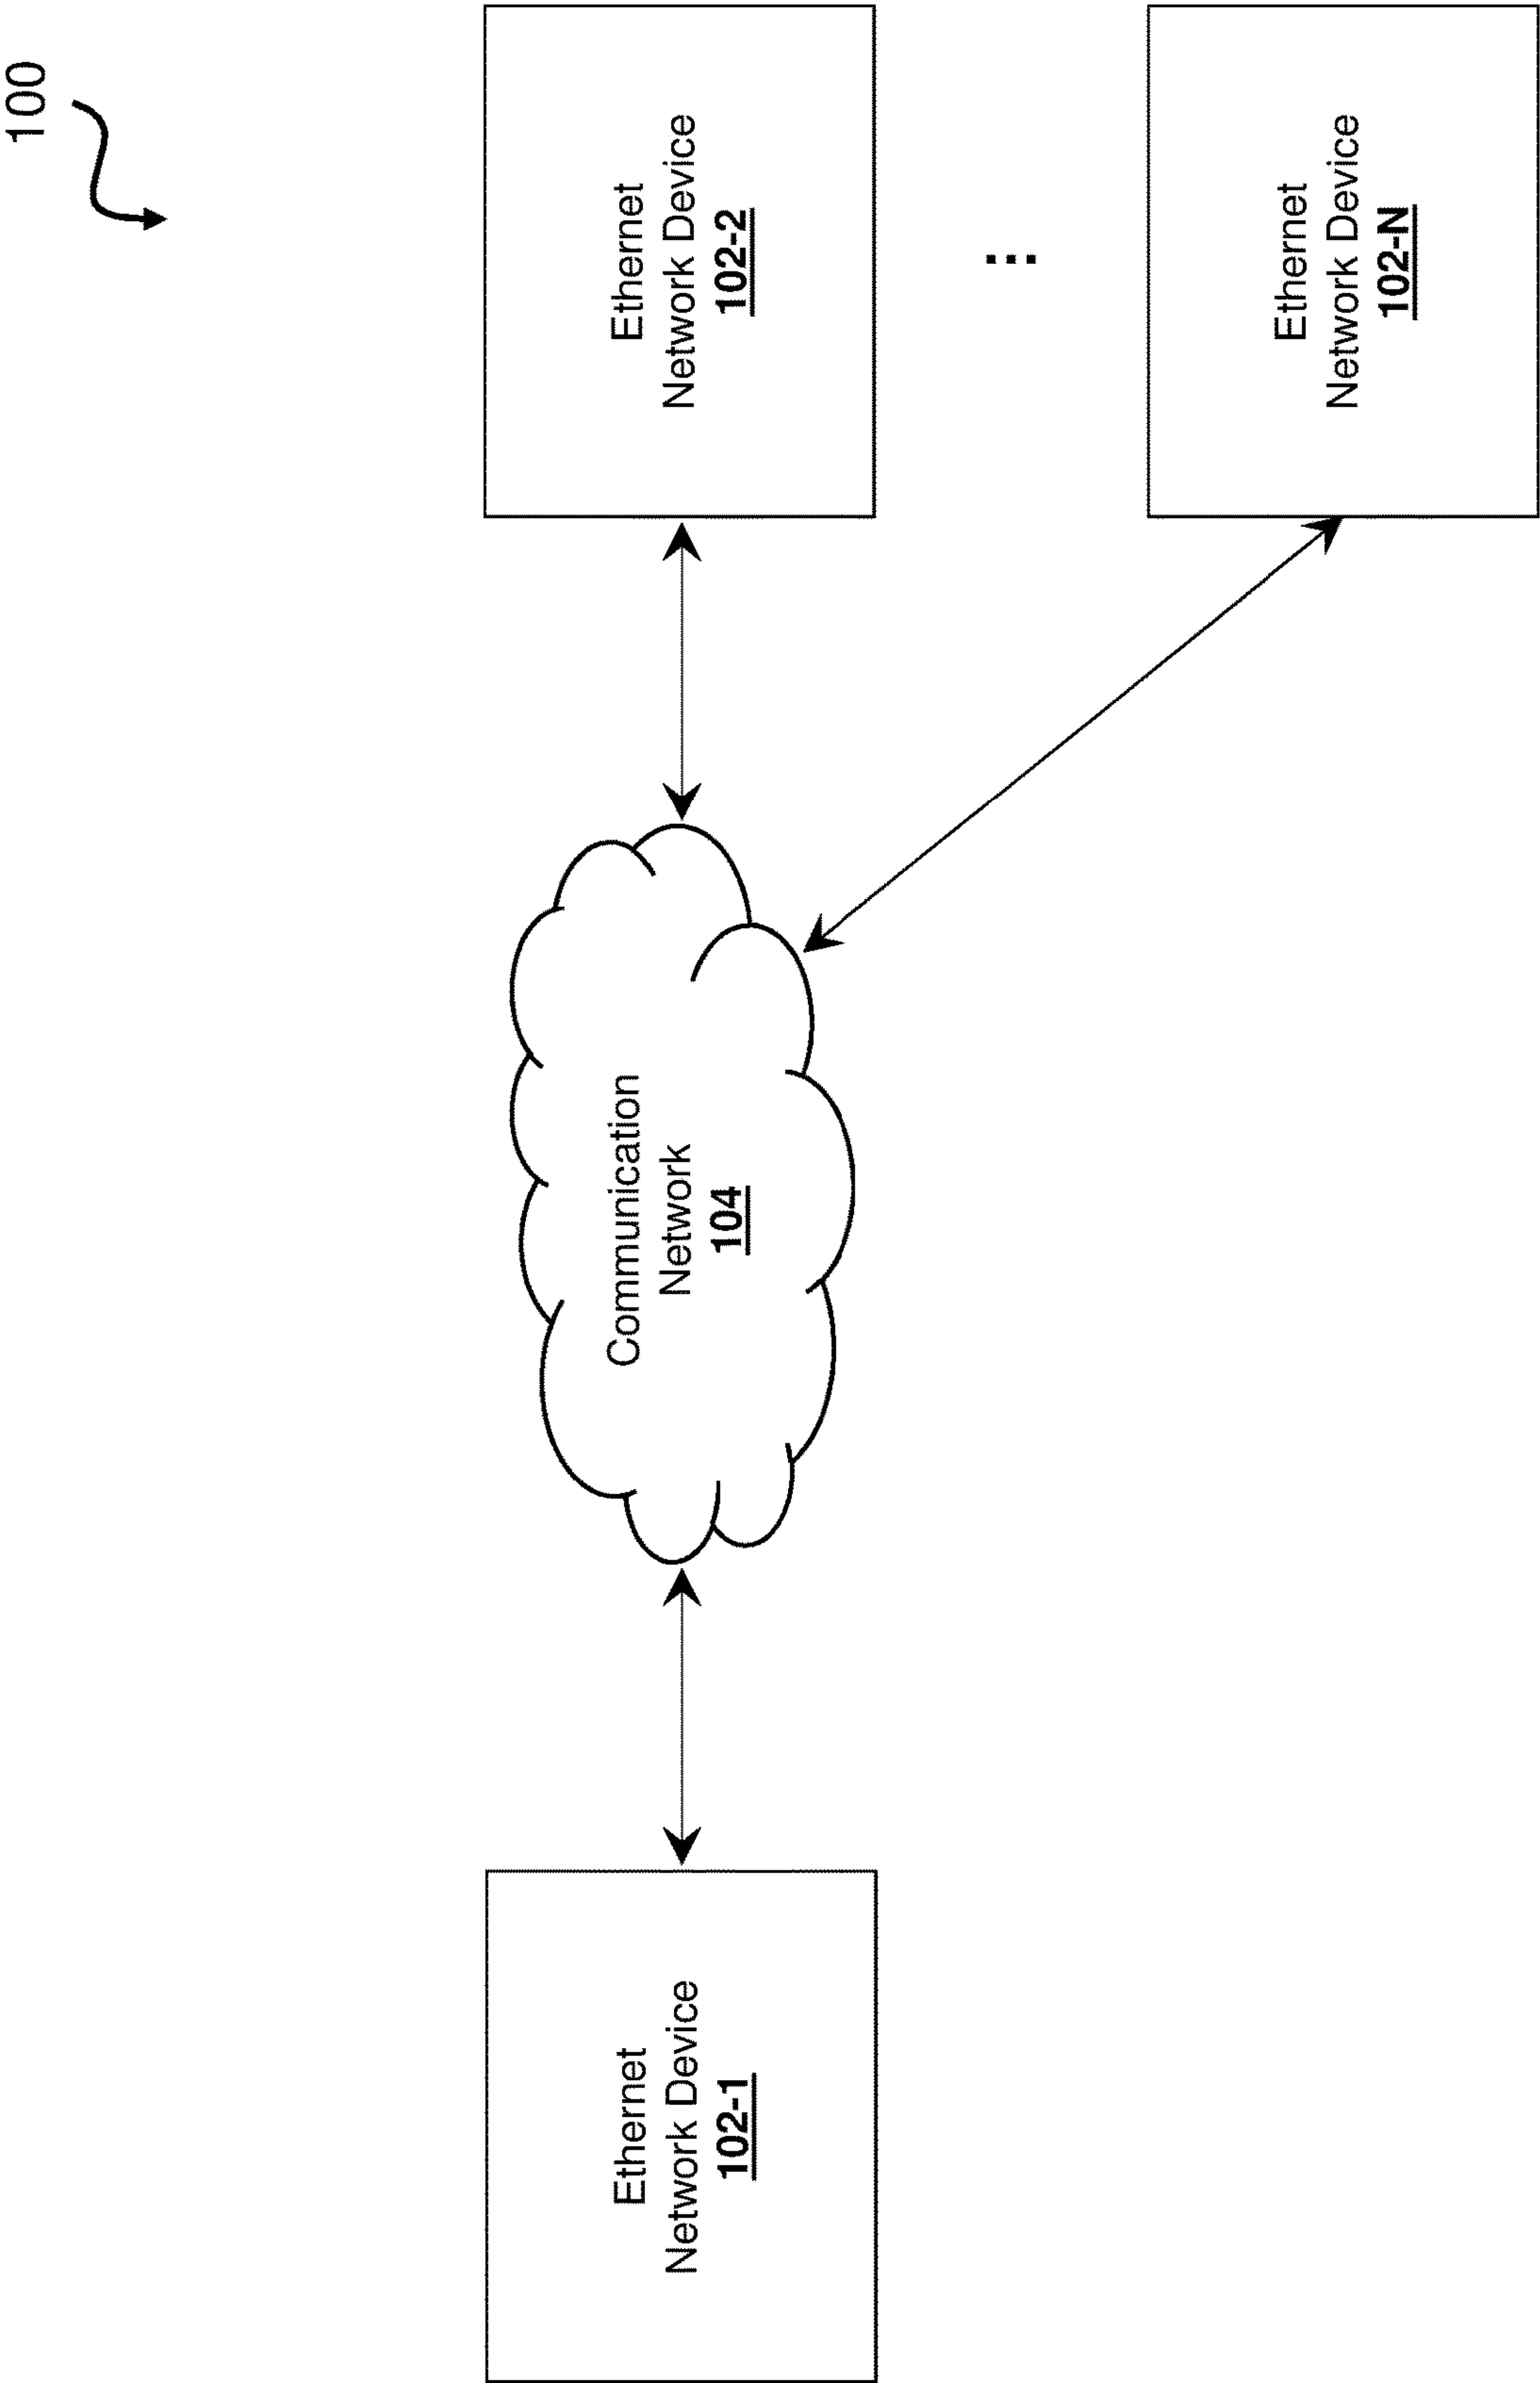 100
Ethernet
Network Device
102-1
Communication
Network
104
Ethernet
Network Device
102-2
...
Ethernet
Network Device
102-N